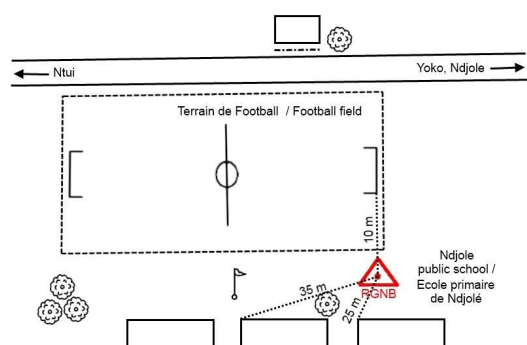 Ntui
Yoko, Ndjole
Terrain de Football / Football field
10 m
Ndjole
public school /
Ecole primaire
de Ndjolé
35 m
RGNB
25 m